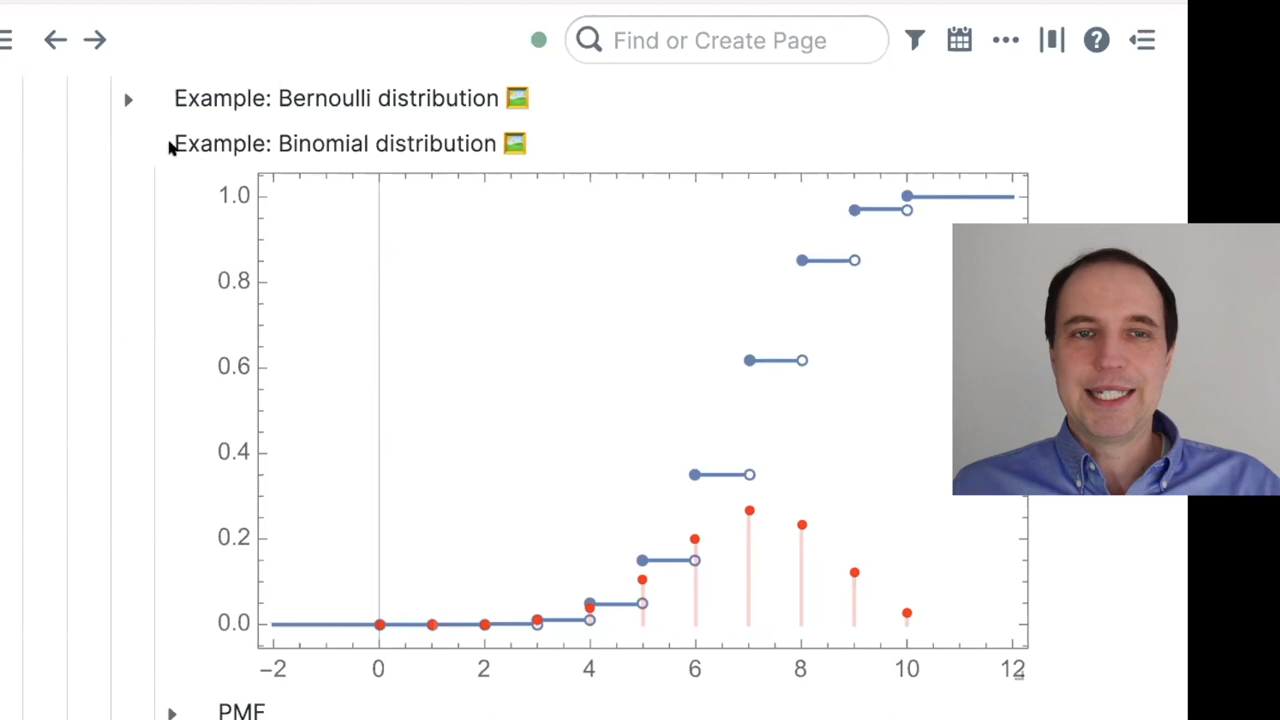 Find or Create Page
Example: Bernoulli distribution
Example: Binomial distribution
1.0
0.8
0.6
0.4
0.2
0.0
−2 0 2 4 6 8 10 12
PMF